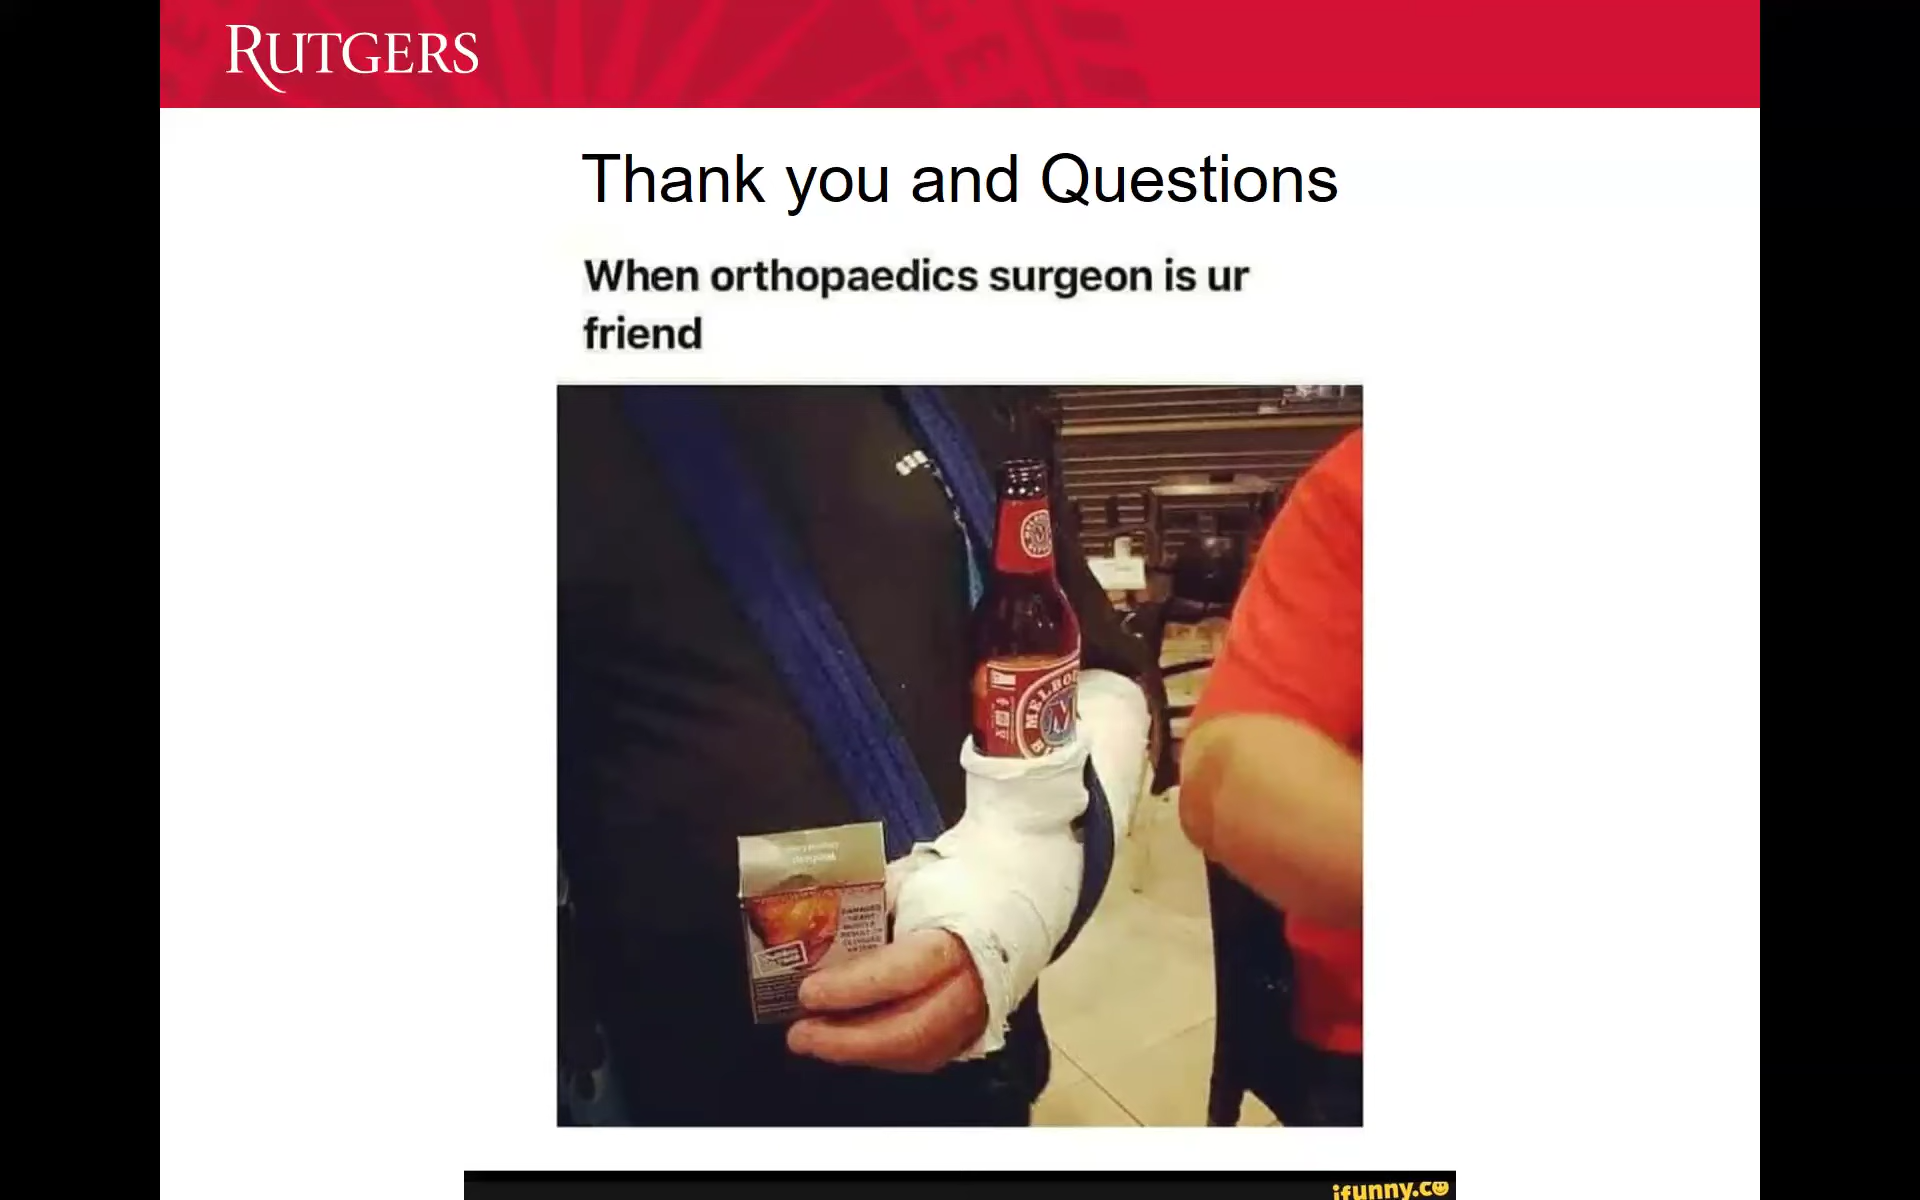 RUTGERS
Thank you and Questions
When orthopaedics surgeon is ur
friend
M
ifunny.co